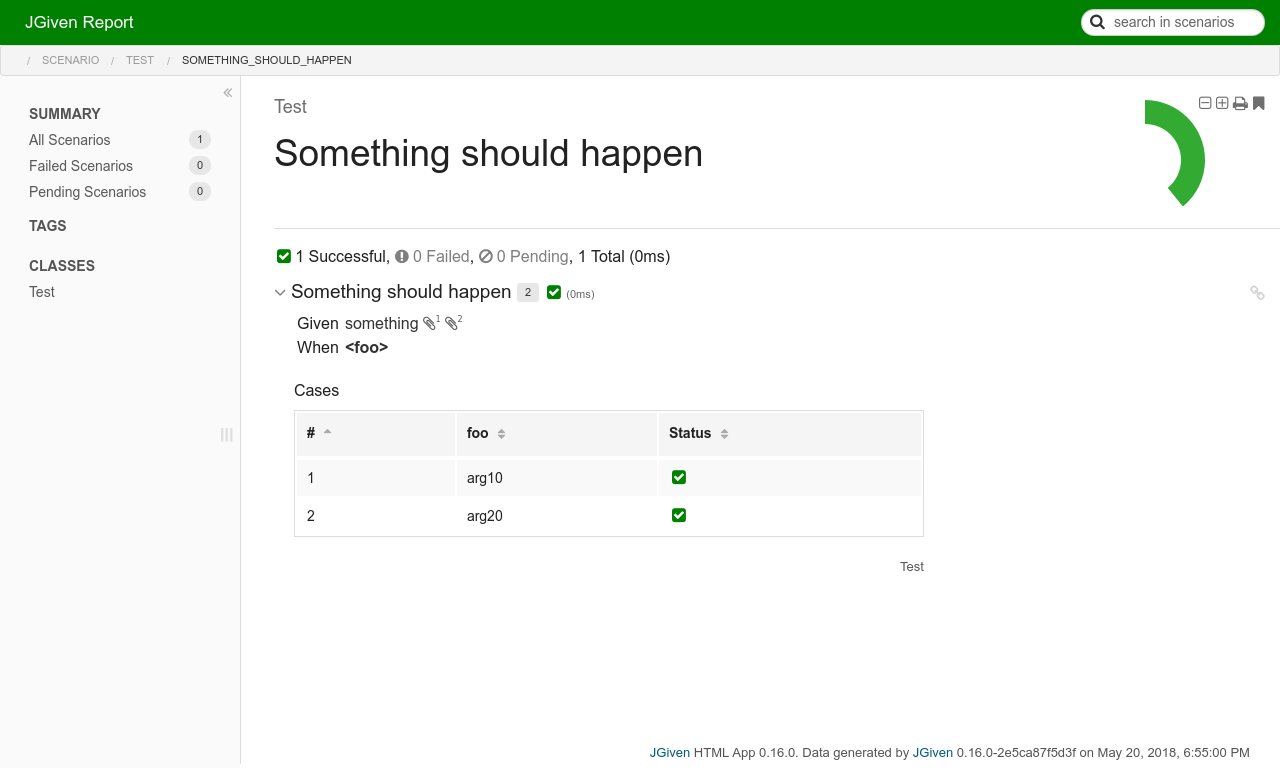 JGiven Report
search in scenarios
/ SCENARIO / TEST / SOMETHING_SHOULD_HAPPEN
SUMMARY
All Scenarios 1
Failed Scenarios 0
Pending Scenarios 0
TAGS
CLASSES
Test
Test
Something should happen
1 Successful, 0 Failed, 0 Pending, 1 Total (0ms)
Something should happen 2 (0ms)
Given something 1 2
When <foo>
Cases
# foo Status
1 arg10
2 arg20
Test
JGiven HTML App 0.16.0. Data generated by JGiven 0.16.0-2e5ca87f5d3f on May 20, 2018, 6:55:00 PM